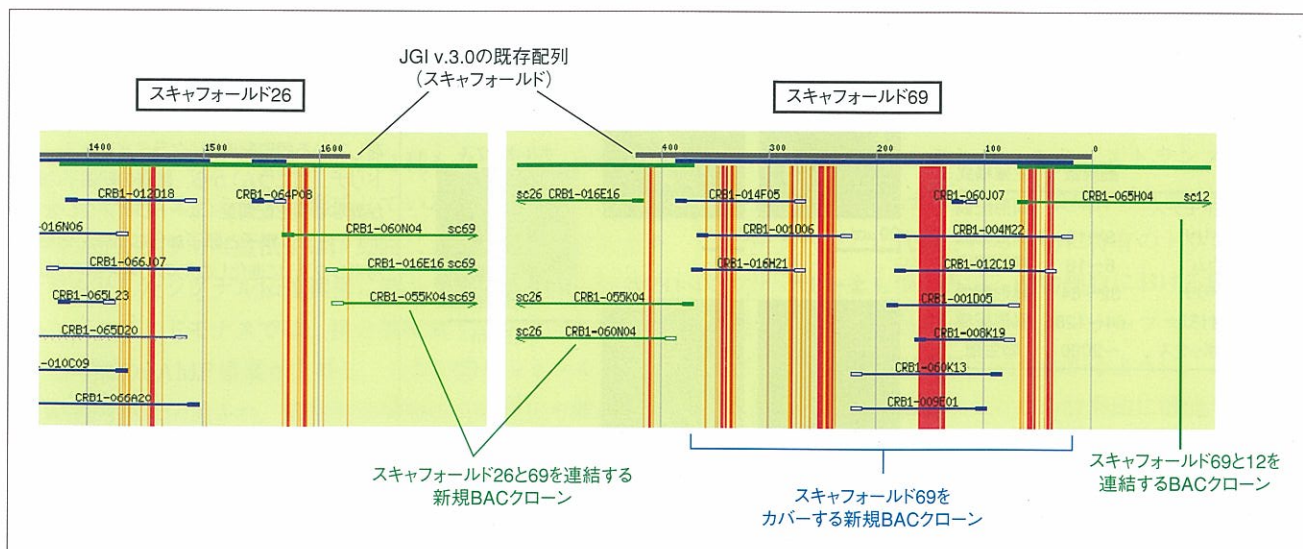 JGI v.3.0の既存配列
（スキャフォールド）
スキャフォールド26
スキャフォールド69
1400
1500
1600
CRB1-012D18
CRB1-064P08
-016N06
CRB1-060N04 sc69
CRB1-066J07
CRB1-016E16 sc69
CRB1-065L23
CRB1-055K04 sc69
CRB1-065D20
-010C09
CRB1-066A20
400
300
200
100
0
sc26 CRB1-016E16
CRB1-014F05
CRB1-060J07
CRB1-065H04 sc12
CRB1-001O06
CRB1-004M22
CRB1-016H21
CRB1-012C19
sc26 CRB1-055K04
CRB1-001D05
sc26 CRB1-060N04
CRB1-008K19
CRB1-060K13
CRB1-009E01
スキャフォールド26と69を連結する
新規BACクローン
スキャフォールド69を
カバーする新規BACクローン
スキャフォールド69と12を
連結するBACクローン